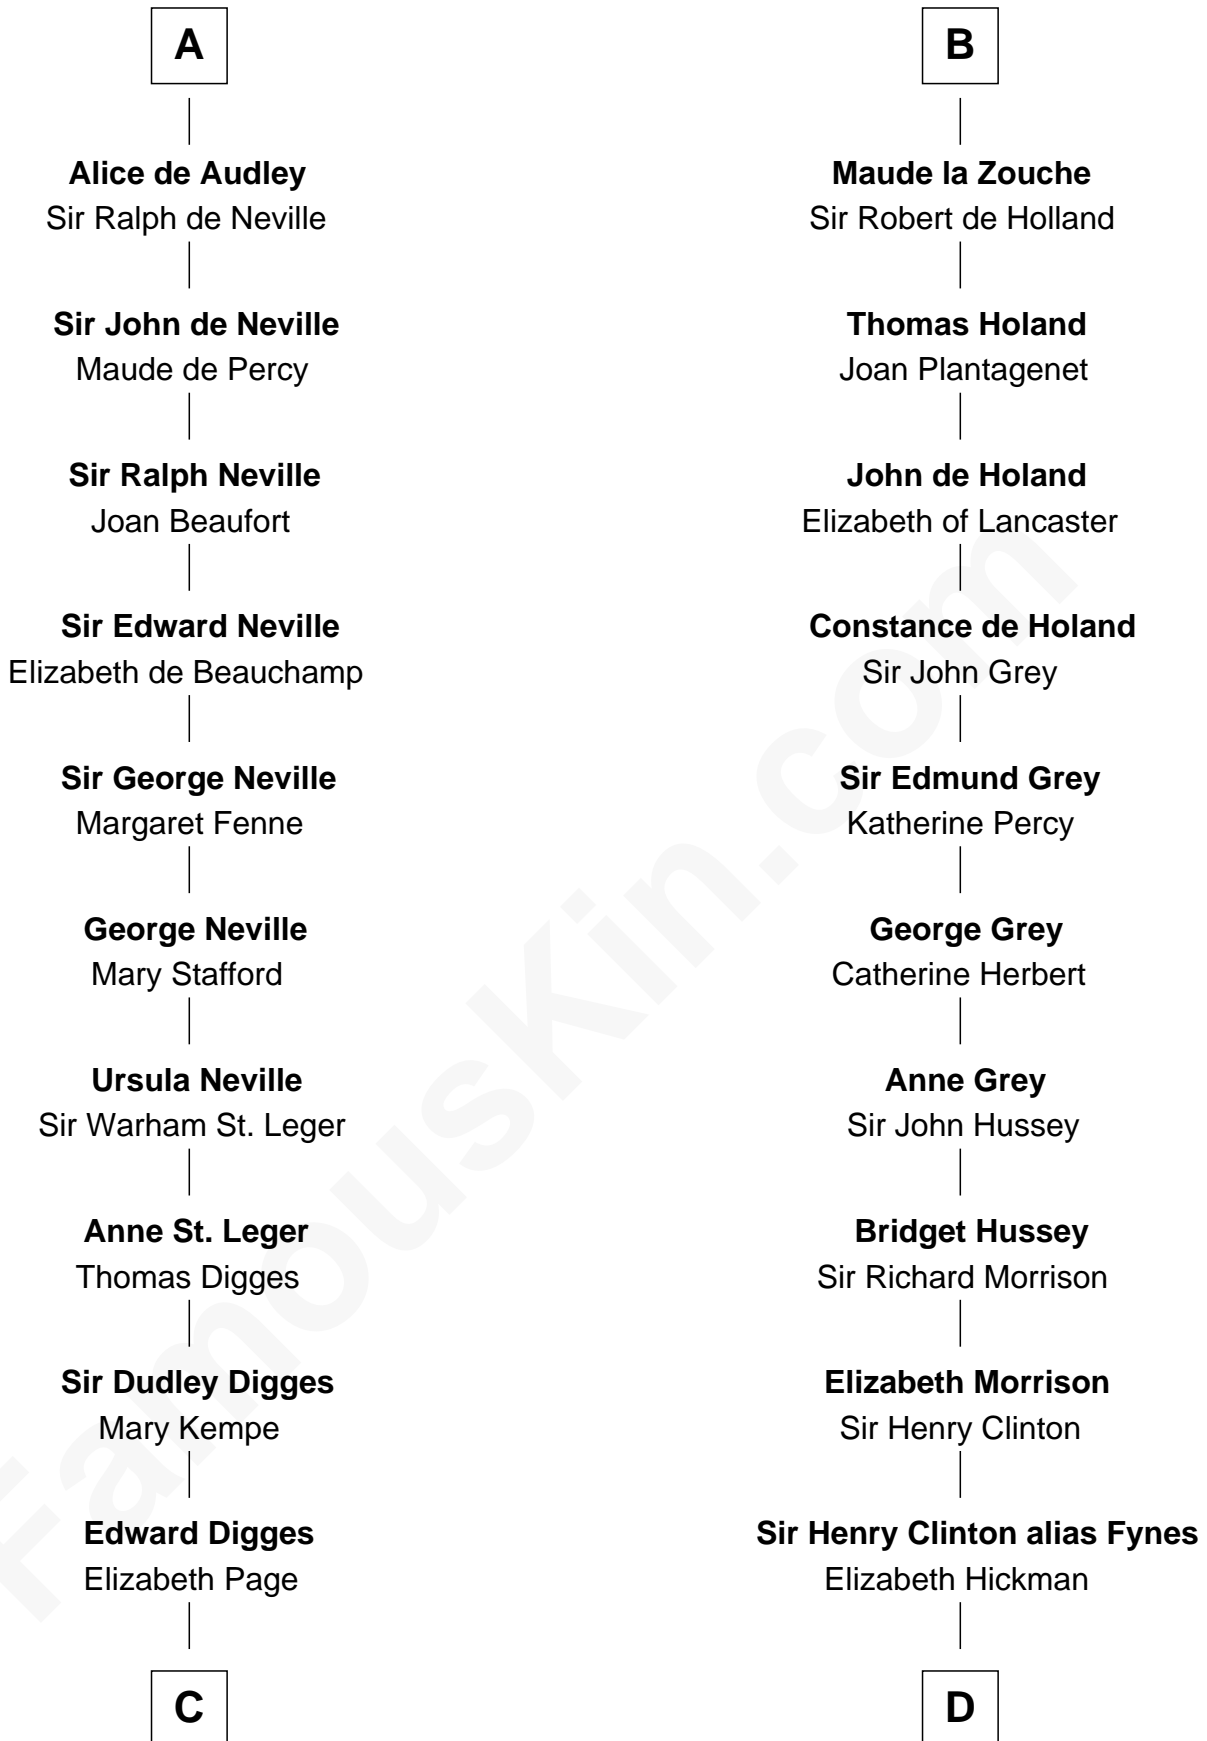 A
Alice de Audley
Sir Ralph de Neville
Sir John de Neville
Maude de Percy
Sir Ralph Neville
Joan Beaufort
Sir Edward Neville
Elizabeth de Beauchamp
Sir George Neville
Margaret Fenne
George Neville
Mary Stafford
Ursula Neville
Sir Warham St. Leger
Anne St. Leger
Thomas Digges
Sir Dudley Digges
Mary Kempe
Edward Digges
Elizabeth Page
C
B
Maude la Zouche
Sir Robert de Holland
Thomas Holand
Joan Plantagenet
John de Holand
Elizabeth of Lancaster
Constance de Holand
Sir John Grey
Sir Edmund Grey
Katherine Percy
George Grey
Catherine Herbert
Anne Grey
Sir John Hussey
Bridget Hussey
Sir Richard Morrison
Elizabeth Morrison
Sir Henry Clinton
Sir Henry Clinton alias Fynes
Elizabeth Hickman
D
FamousKin.com